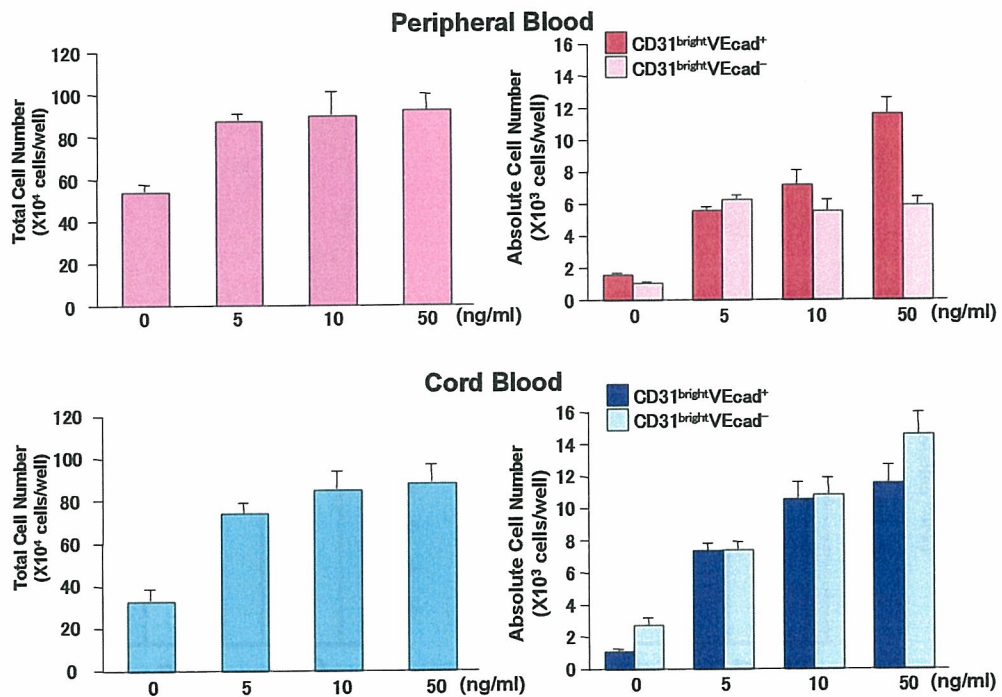 Peripheral Blood
Total Cell Number
(X10⁴ cells/well)
120
100
80
60
40
20
0
0 5 10 50 (ng/ml)
CD31ᵇʳⁱᵍʰᵗVEcad⁺
CD31ᵇʳⁱᵍʰᵗVEcad⁻
Absolute Cell Number
(X10³ cells/well)
16
14
12
10
8
6
4
2
0
0 5 10 50 (ng/ml)
Cord Blood
Total Cell Number
(X10⁴ cells/well)
120
100
80
60
40
20
0
0 5 10 50 (ng/ml)
CD31ᵇʳⁱᵍʰᵗVEcad⁺
CD31ᵇʳⁱᵍʰᵗVEcad⁻
Absolute Cell Number
(X10³ cells/well)
16
14
12
10
8
6
4
2
0
0 5 10 50 (ng/ml)